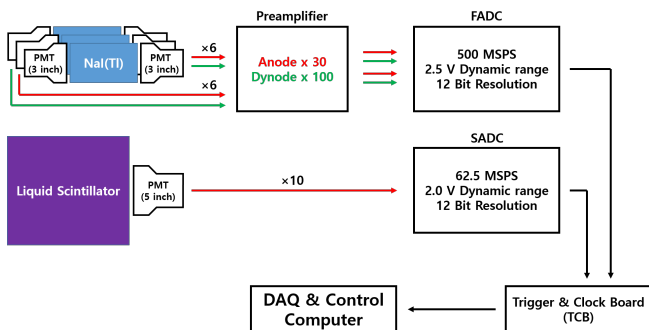 Preamplifier
FADC
PMT
(3 inch)
NaI(Tl)
PMT
(3 inch)
×6
×6
Anode x 30
Dynode x 100
500 MSPS
2.5 V Dynamic range
12 Bit Resolution
SADC
Liquid Scintillator
PMT
(5 inch)
×10
62.5 MSPS
2.0 V Dynamic range
12 Bit Resolution
DAQ & Control
Computer
Trigger & Clock Board
(TCB)